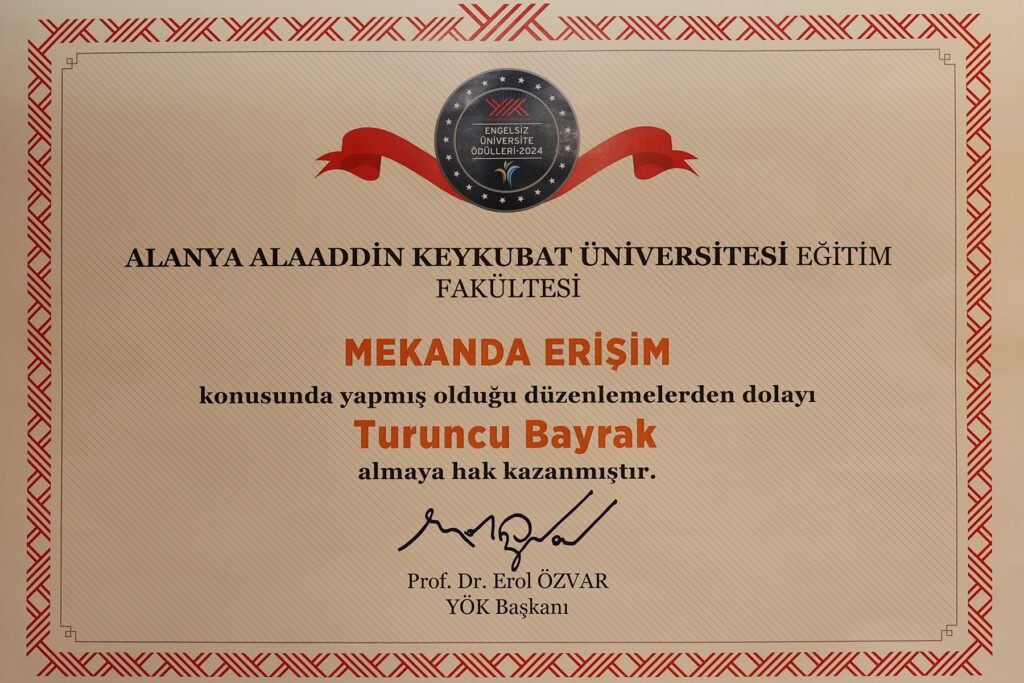 YÖK
ENGELSİZ
ÜNİVERSİTE
ÖDÜLLERİ-2024
ALANYA ALAADDİN KEYKUBAT ÜNİVERSİTESİ EĞİTİM
FAKÜLTESİ
MEKANDA ERİŞİM
konusunda yapmış olduğu düzenlemelerden dolayı
Turuncu Bayrak
almaya hak kazanmıştır.
Prof. Dr. Erol ÖZVAR
YÖK Başkanı